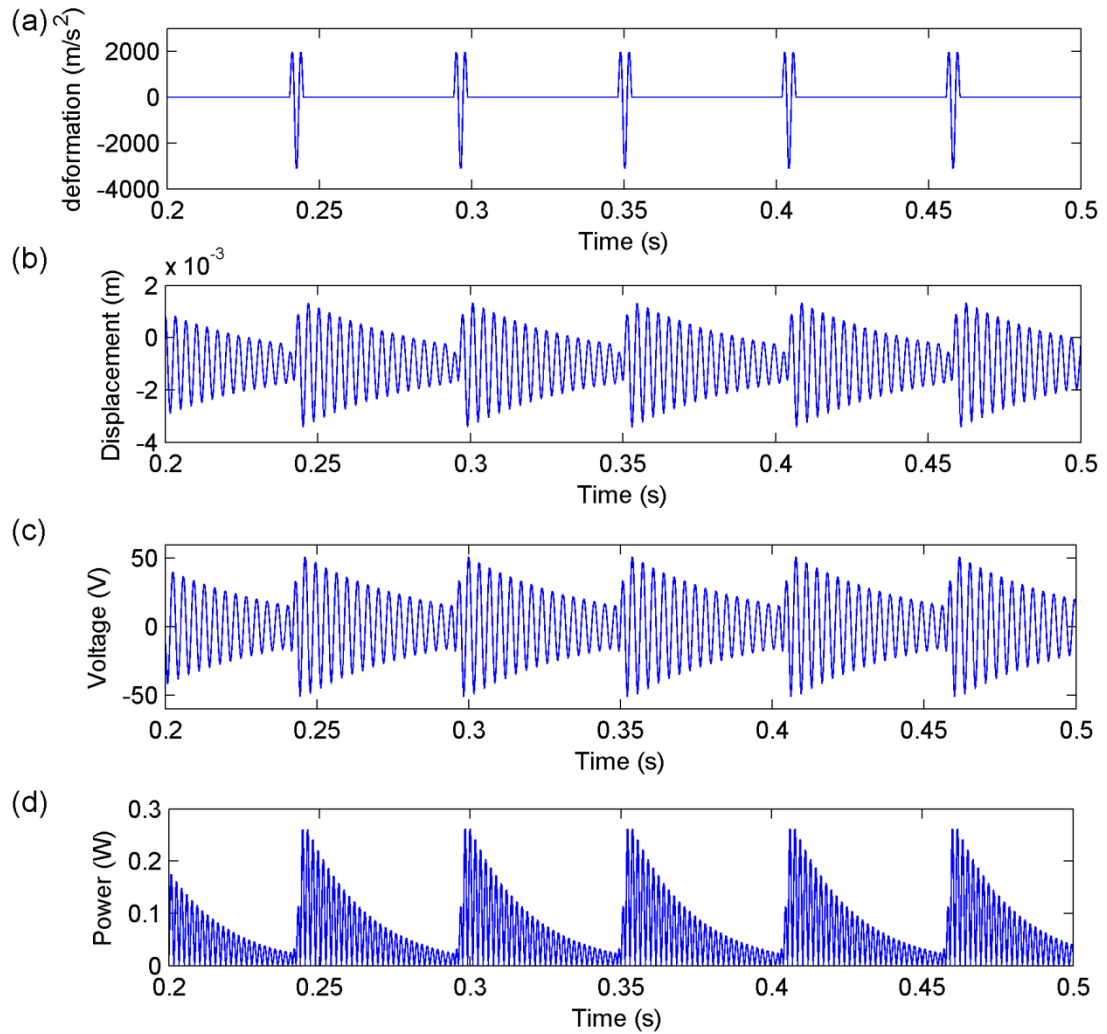 (a)
deformation (m/s²)
2000
0
-2000
-4000
0.2 0.25 0.3 0.35 0.4 0.45 0.5
Time (s)
(b)
x 10⁻³
Displacement (m)
2
0
-2
-4
0.2 0.25 0.3 0.35 0.4 0.45 0.5
Time (s)
(c)
Voltage (V)
50
0
-50
0.2 0.25 0.3 0.35 0.4 0.45 0.5
Time (s)
(d)
Power (W)
0.3
0.2
0.1
0
0.2 0.25 0.3 0.35 0.4 0.45 0.5
Time (s)